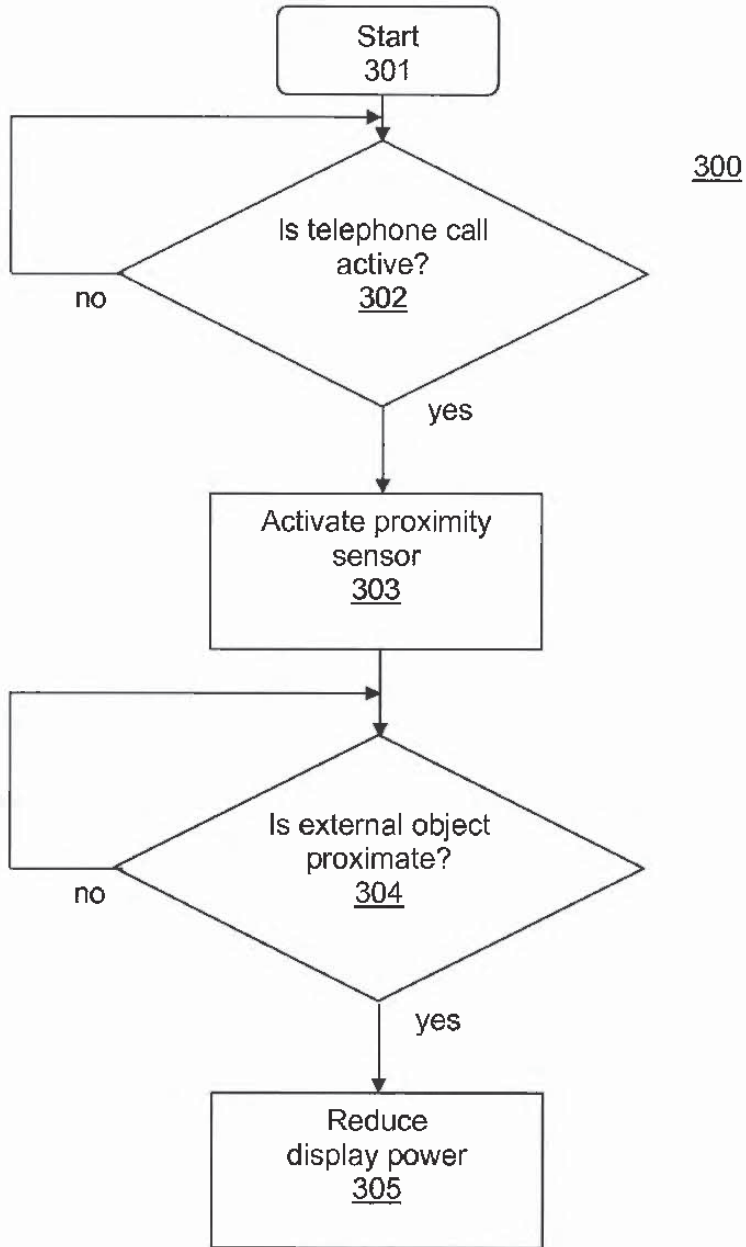 Start
301
300
Is telephone call
active?
302
no
yes
Activate proximity
sensor
303
Is external object
proximate?
304
no
yes
Reduce
display power
305